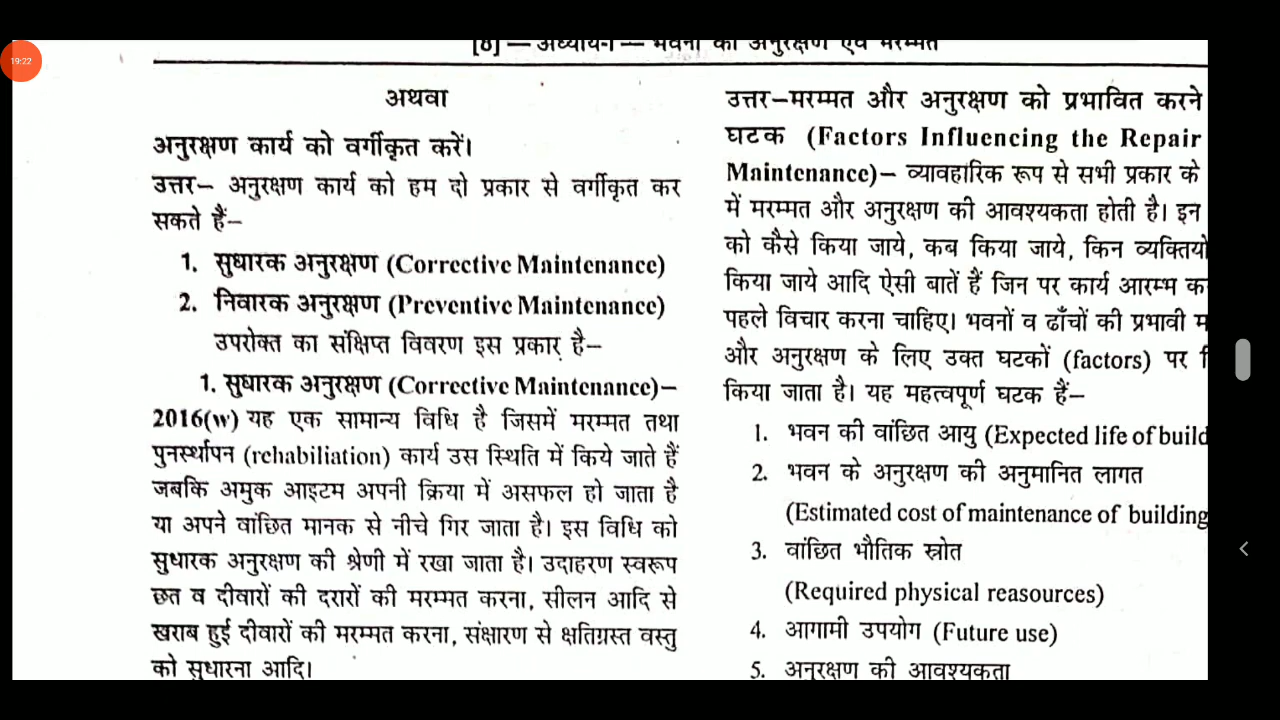 19:22
[8] — अध्याय-I — भवनों का अनुरक्षण एवं मरम्मत
अथवा
अनुरक्षण कार्य को वर्गीकृत करें।
उत्तर– अनुरक्षण कार्य को हम दो प्रकार से वर्गीकृत कर
सकते हैं–
1. सुधारक अनुरक्षण (Corrective Maintenance)
2. निवारक अनुरक्षण (Preventive Maintenance)
उपरोक्त का संक्षिप्त विवरण इस प्रकार है–
1. सुधारक अनुरक्षण (Corrective Maintenance)–
2016(w) यह एक सामान्य विधि है जिसमें मरम्मत तथा
पुनर्स्थापन (rehabiliation) कार्य उस स्थिति में किये जाते हैं
जबकि अमुक आइटम अपनी क्रिया में असफल हो जाता है
या अपने वांछित मानक से नीचे गिर जाता है। इस विधि को
सुधारक अनुरक्षण की श्रेणी में रखा जाता है। उदाहरण स्वरूप
छत व दीवारों की दरारों की मरम्मत करना, सीलन आदि से
खराब हुई दीवारों की मरम्मत करना, संक्षारण से क्षतिग्रस्त वस्तु
को सुधारना आदि।
उत्तर–मरम्मत और अनुरक्षण को प्रभावित करने
घटक (Factors Influencing the Repair
Maintenance)– व्यावहारिक रूप से सभी प्रकार के
में मरम्मत और अनुरक्षण की आवश्यकता होती है। इन
को कैसे किया जाये, कब किया जाये, किन व्यक्तियों
किया जाये आदि ऐसी बातें हैं जिन पर कार्य आरम्भ क
पहले विचार करना चाहिए। भवनों व ढाँचों की प्रभावी म
और अनुरक्षण के लिए उक्त घटकों (factors) पर
किया जाता है। यह महत्वपूर्ण घटक हैं–
1. भवन की वांछित आयु (Expected life of build
2. भवन के अनुरक्षण की अनुमानित लागत
(Estimated cost of maintenance of building
3. वांछित भौतिक स्त्रोत
(Required physical reasources)
4. आगामी उपयोग (Future use)
5. अनुरक्षण की आवश्यकता